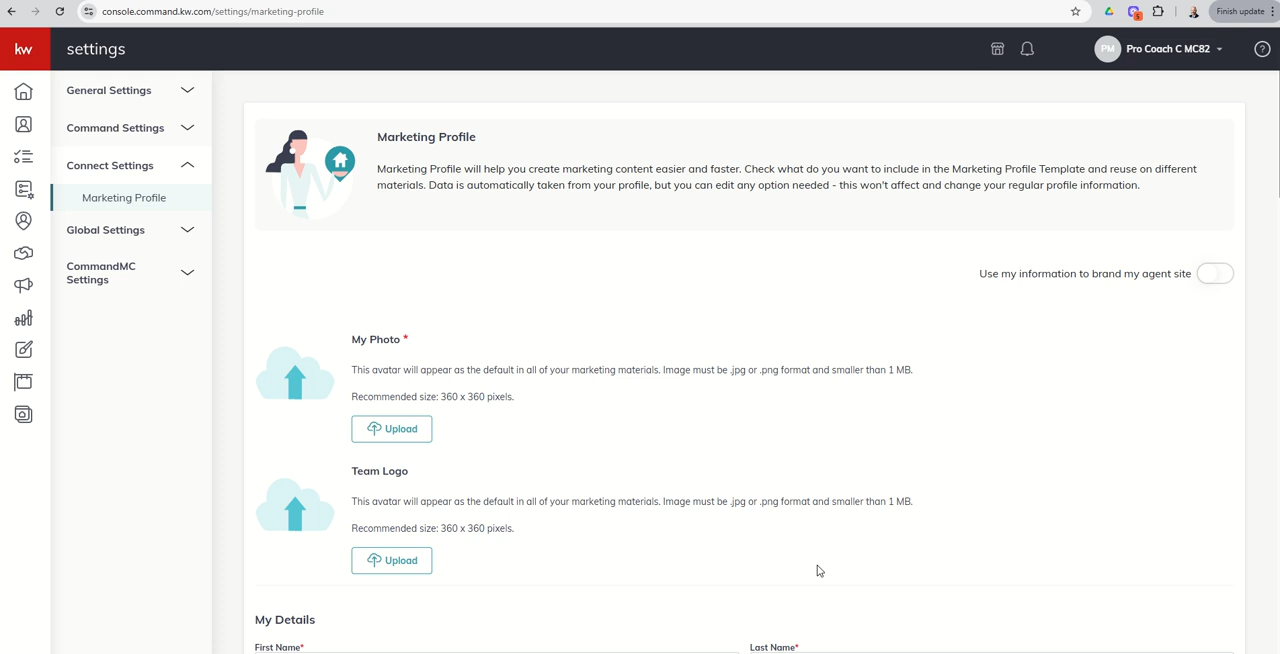 console.command.kw.com/settings/marketing-profile
5
Finish update
kw
settings
PM
Pro Coach C MC82
?
General Settings
Command Settings
Connect Settings
Marketing Profile
Global Settings
CommandMC
Settings
Marketing Profile
Marketing Profile will help you create marketing content easier and faster. Check what do you want to include in the Marketing Profile Template and reuse on different
materials. Data is automatically taken from your profile, but you can edit any option needed - this won't affect and change your regular profile information.
Use my information to brand my agent site
My Photo *
This avatar will appear as the default in all of your marketing materials. Image must be .jpg or .png format and smaller than 1 MB.
Recommended size: 360 x 360 pixels.
Upload
Team Logo
This avatar will appear as the default in all of your marketing materials. Image must be .jpg or .png format and smaller than 1 MB.
Recommended size: 360 x 360 pixels.
Upload
My Details
First Name* Last Name*